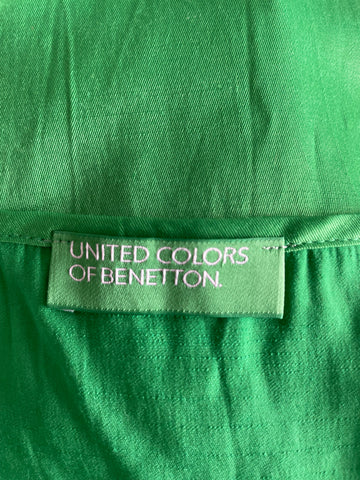 UNITED COLORS
OF BENETTON.